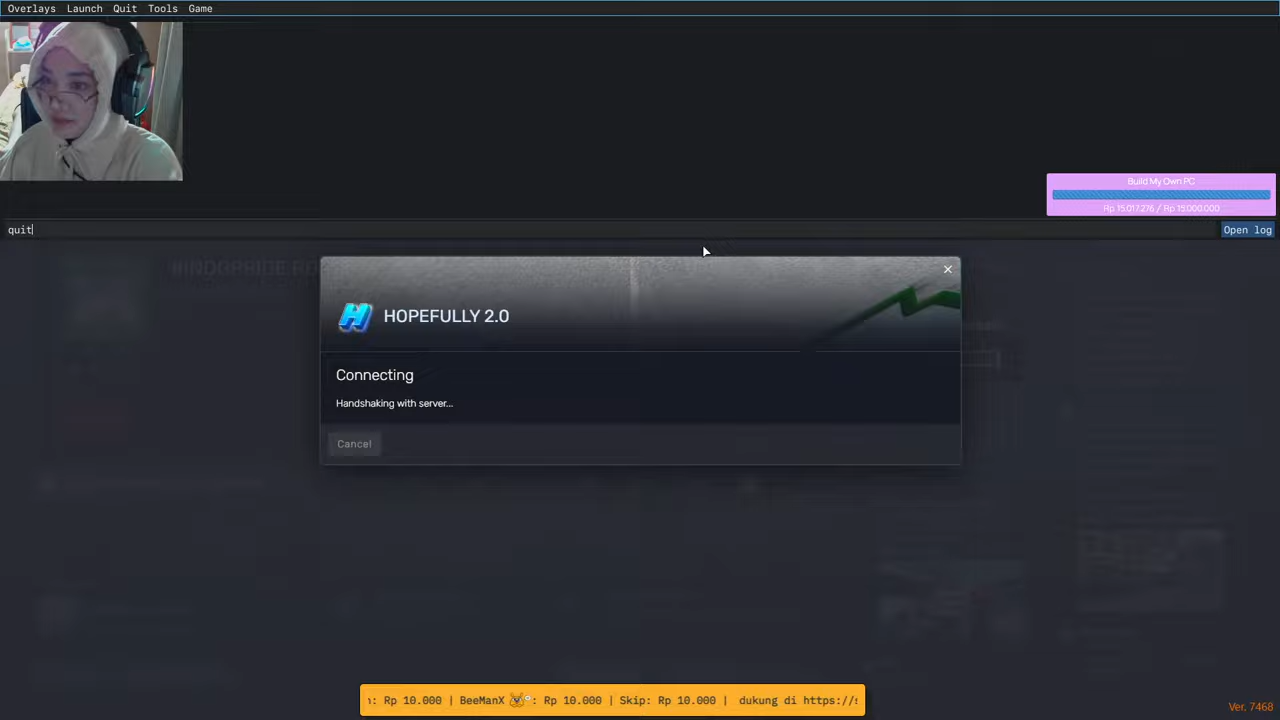 Overlays Launch Quit Tools Game
Build My Own PC
Rp 15.017.276 / Rp 15.000.000
quit
Open log
HOPEFULLY 2.0
Connecting
Handshaking with server...
Cancel
: Rp 10.000 | BeeManX : Rp 10.000 | Skip: Rp 10.000 | dukung di https://
Ver. 7468